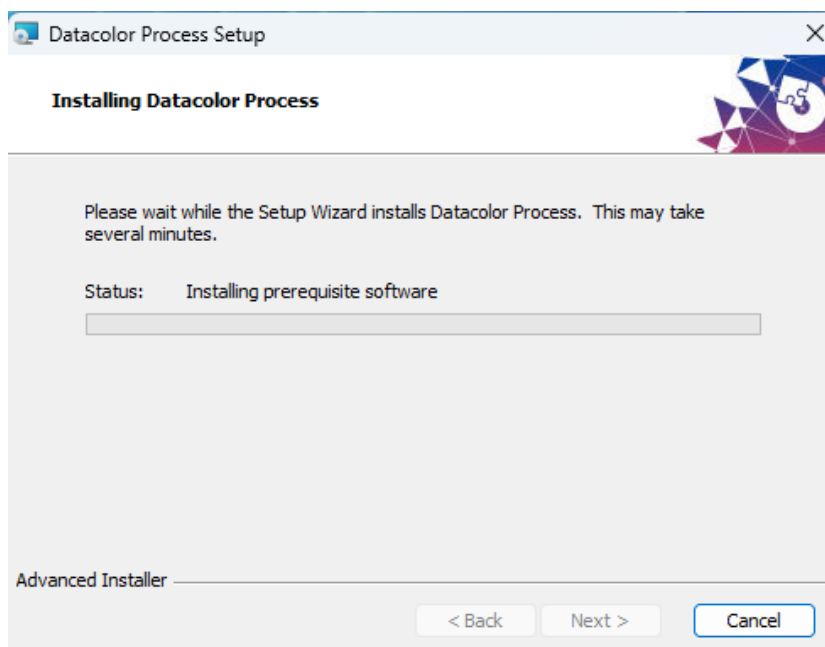 Datacolor Process Setup
Installing Datacolor Process
Please wait while the Setup Wizard installs Datacolor Process. This may take
several minutes.
Status: Installing prerequisite software
Advanced Installer
< Back Next > Cancel